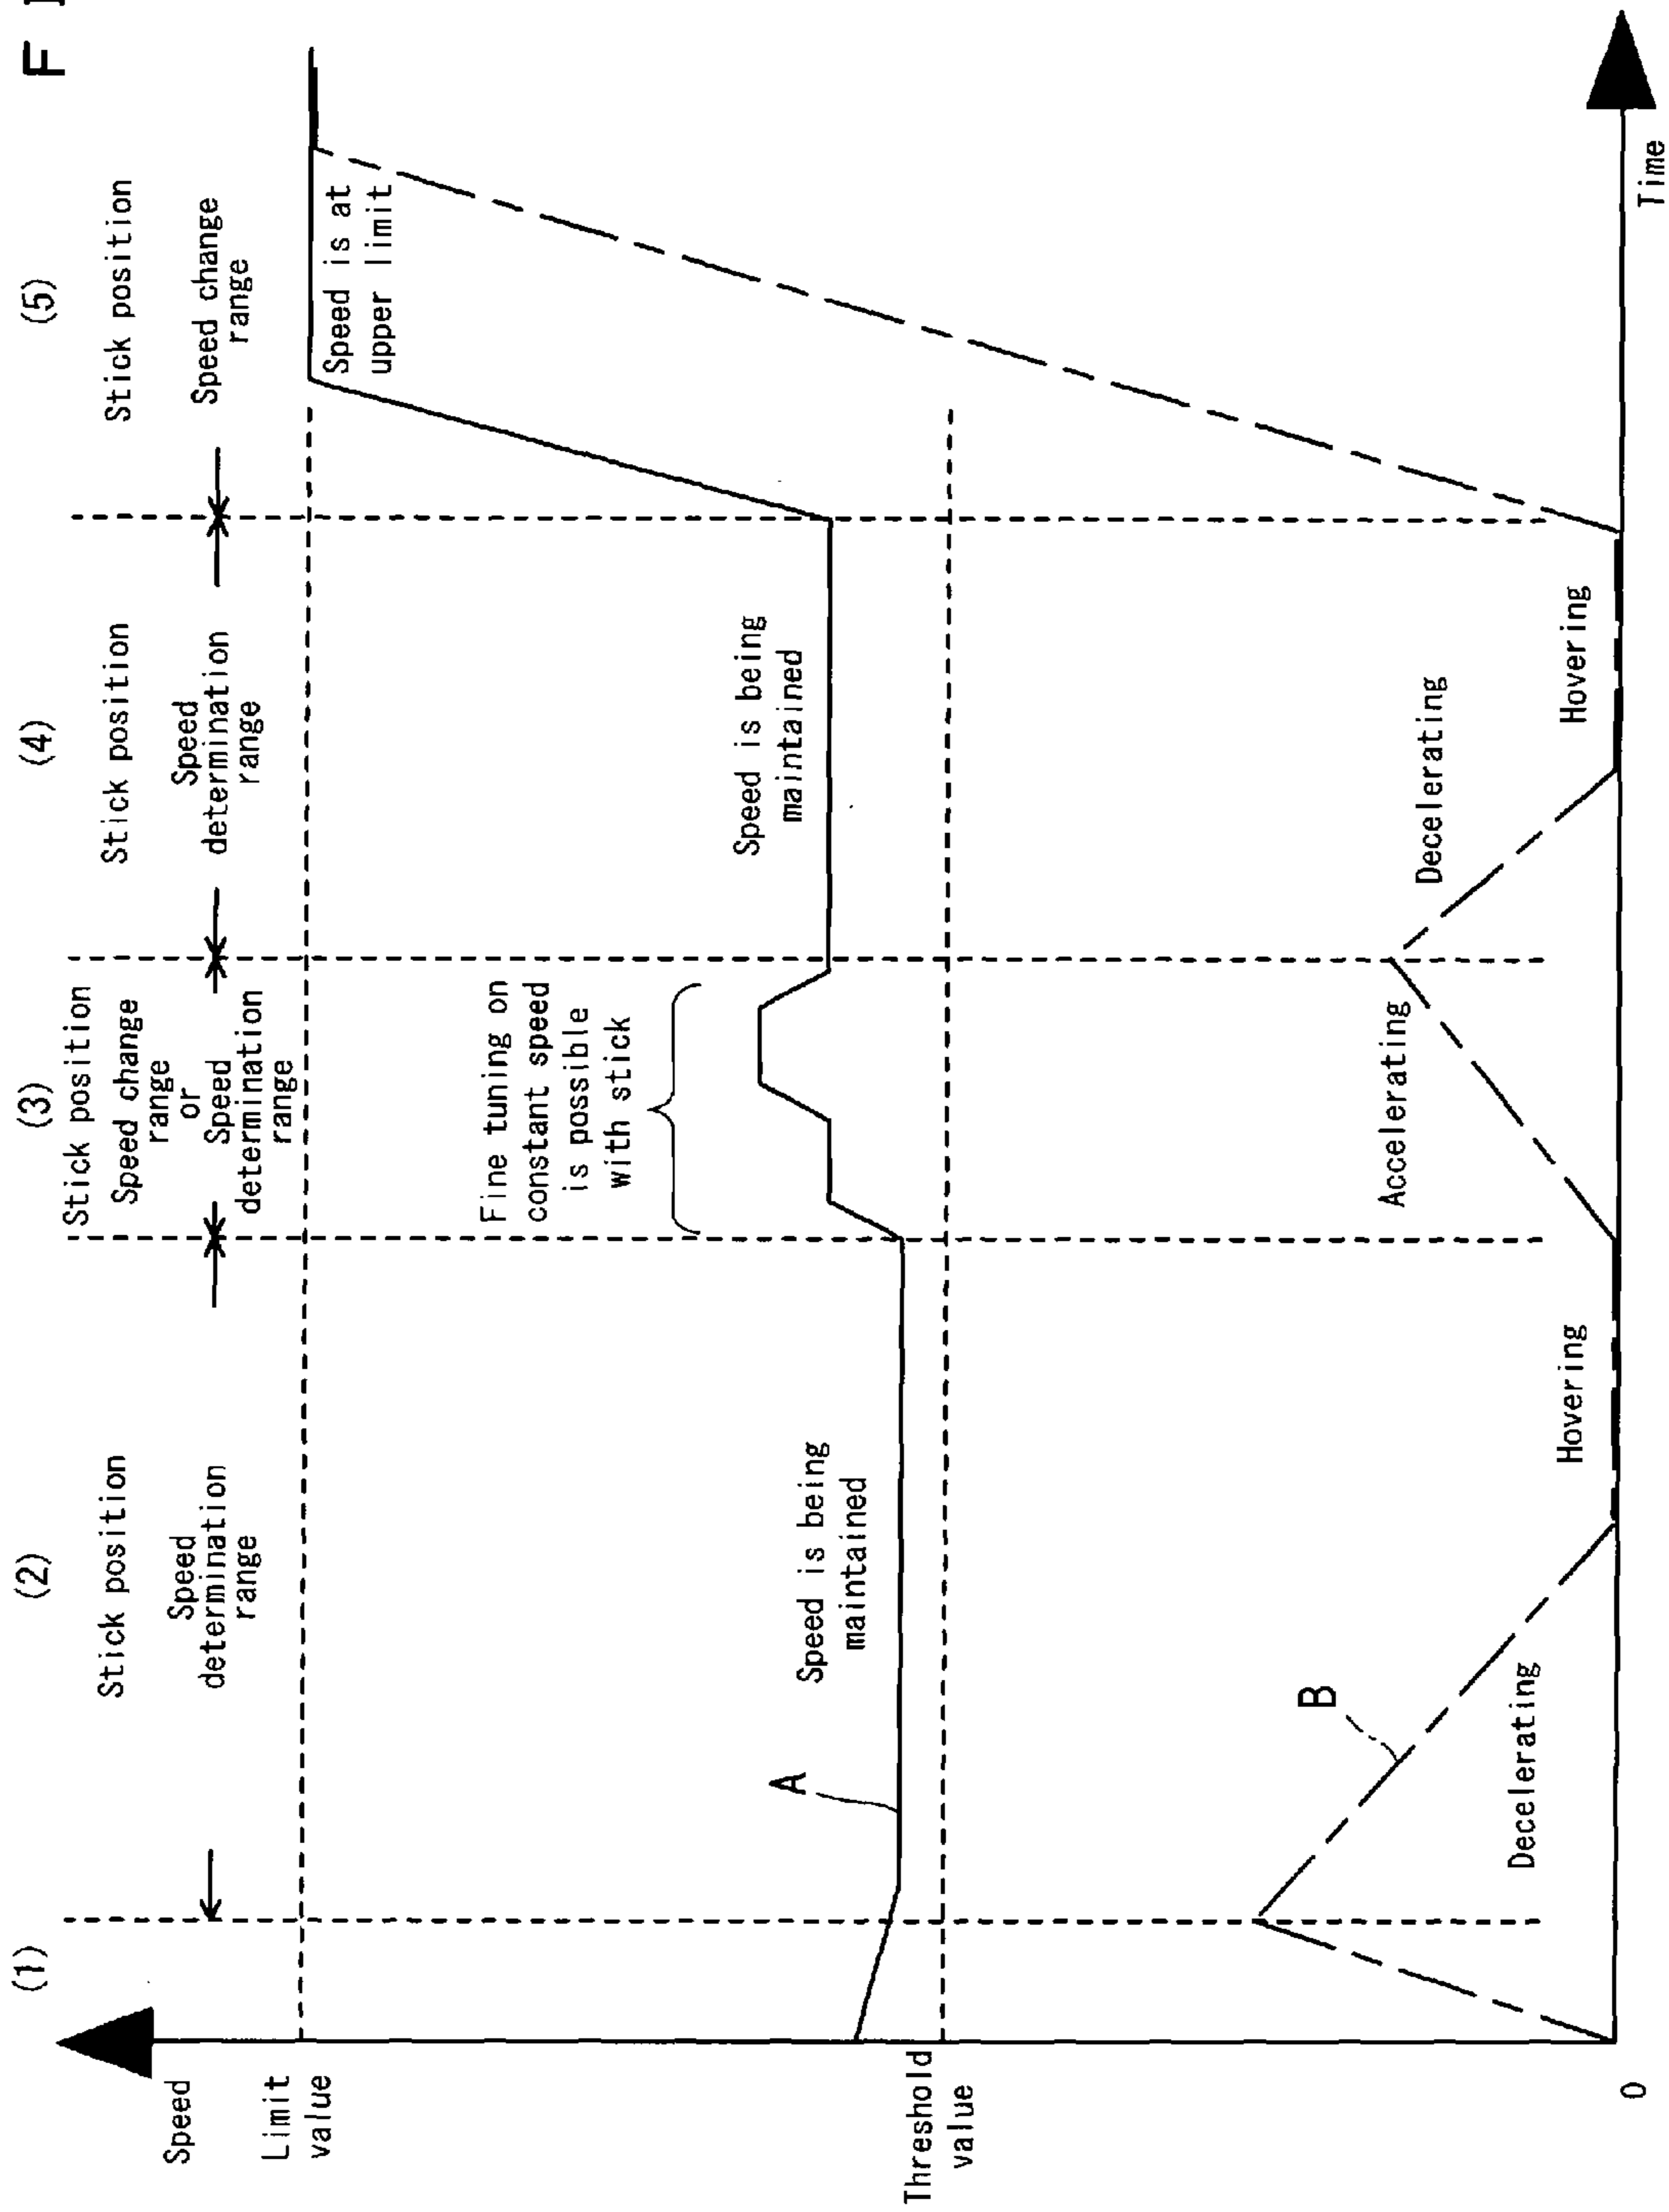 F I
(1)
(2)
(3)
(4)
(5)
Stick position
Speed
determination
range
Stick position
Speed change
range
or
Speed
determination
range
Stick position
Speed
determination
range
Stick position
Speed change
range
Speed
Limit
value
Speed is at
upper limit
Fine tuning on
constant speed
is possible
with stick
Speed is being
maintained
A
Speed is being
maintained
Threshold
value
B
Decelerating
Hovering
Accelerating
Decelerating
Hovering
0
Time